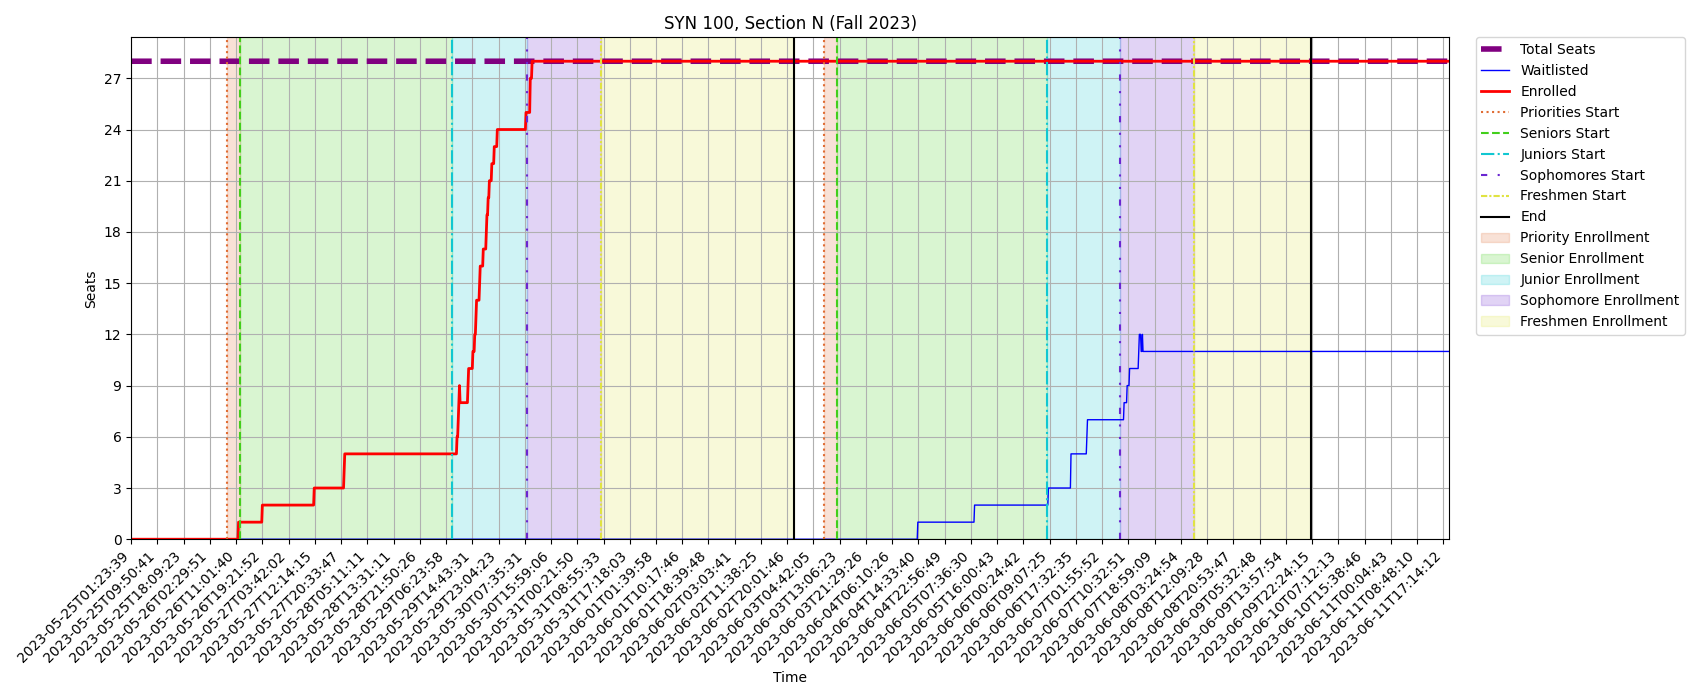 SYN 100, Section N (Fall 2023)
Seats
27
24
21
18
15
12
9
6
3
0
2023-05-25T01:23:39
2023-05-25T09:50:41
2023-05-25T18:09:23
2023-05-26T02:29:51
2023-05-26T11:01:40
2023-05-26T19:21:52
2023-05-27T03:42:02
2023-05-27T12:14:15
2023-05-27T20:33:47
2023-05-28T05:11:11
2023-05-28T13:31:11
2023-05-28T21:50:26
2023-05-29T06:23:58
2023-05-29T14:43:31
2023-05-29T23:04:23
2023-05-30T07:35:31
2023-05-30T15:59:06
2023-05-31T00:21:50
2023-05-31T08:55:33
2023-05-31T17:18:03
2023-06-01T01:39:58
2023-06-01T10:17:46
2023-06-01T18:39:48
2023-06-02T03:03:41
2023-06-02T11:38:25
2023-06-02T20:01:46
2023-06-03T04:42:05
2023-06-03T13:06:23
2023-06-03T21:29:26
2023-06-04T06:10:26
2023-06-04T14:33:40
2023-06-04T22:56:49
2023-06-05T07:36:30
2023-06-05T16:00:43
2023-06-06T00:24:42
2023-06-06T09:07:25
2023-06-06T17:32:35
2023-06-07T01:55:52
2023-06-07T10:32:51
2023-06-07T18:59:09
2023-06-08T03:24:54
2023-06-08T12:09:28
2023-06-08T20:53:47
2023-06-09T05:32:48
2023-06-09T13:57:54
2023-06-09T22:24:15
2023-06-10T07:12:13
2023-06-10T15:38:46
2023-06-11T00:04:43
2023-06-11T08:48:10
2023-06-11T17:14:12
Time
Total Seats
Waitlisted
Enrolled
Priorities Start
Seniors Start
Juniors Start
Sophomores Start
Freshmen Start
End
Priority Enrollment
Senior Enrollment
Junior Enrollment
Sophomore Enrollment
Freshmen Enrollment